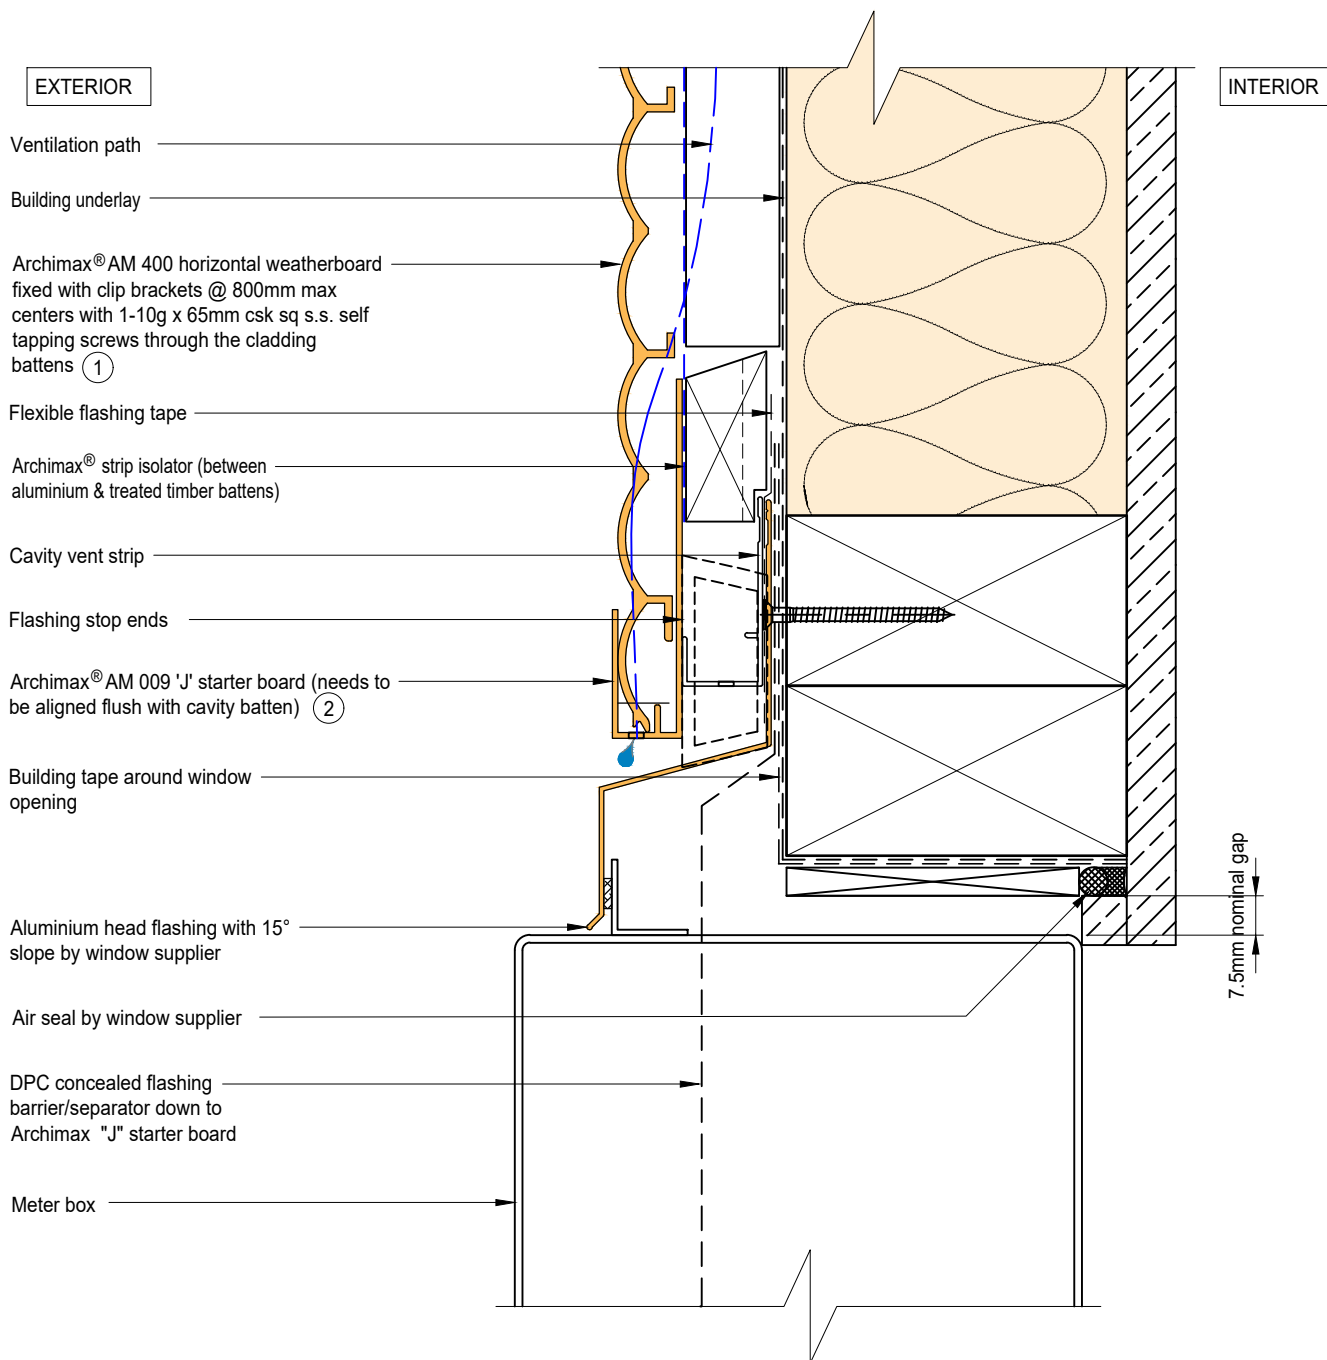 EXTERIOR
INTERIOR
Ventilation path
Building underlay
Archimax® AM 400 horizontal weatherboard
fixed with clip brackets @ 800mm max
centers with 1-10g x 65mm csk sq s.s. self
tapping screws through the cladding
battens 1
Flexible flashing tape
Archimax® strip isolator (between
aluminium & treated timber battens)
Cavity vent strip
Flashing stop ends
Archimax® AM 009 'J' starter board (needs to
be aligned flush with cavity batten) 2
Building tape around window
opening
7.5mm nominal gap
Aluminium head flashing with 15°
slope by window supplier
Air seal by window supplier
DPC concealed flashing
barrier/separator down to
Archimax "J" starter board
Meter box